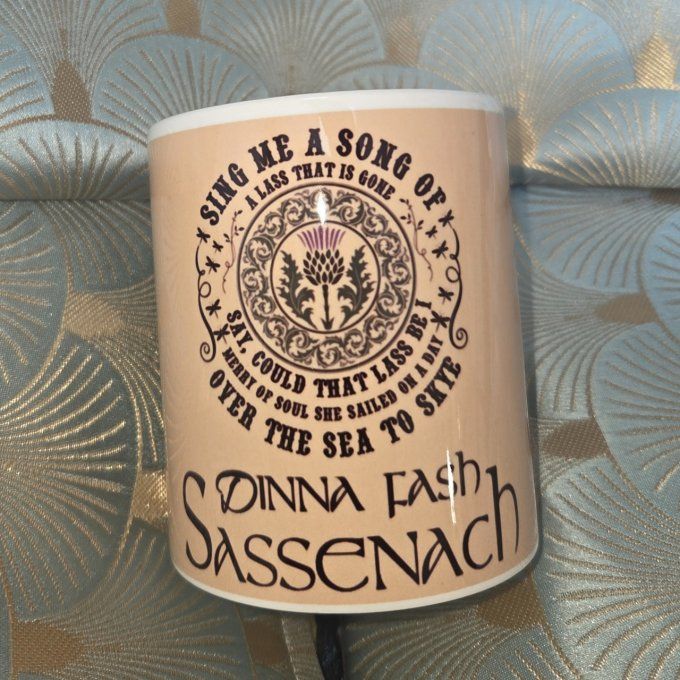 SING ME A SONG OF
A LASS THAT IS GONE
SAY, COULD THAT LASS BE I
MERRY OF SOUL SHE SAILED ON A DAY
OVER THE SEA TO SKYE
DINNA FASH
SASSENACH